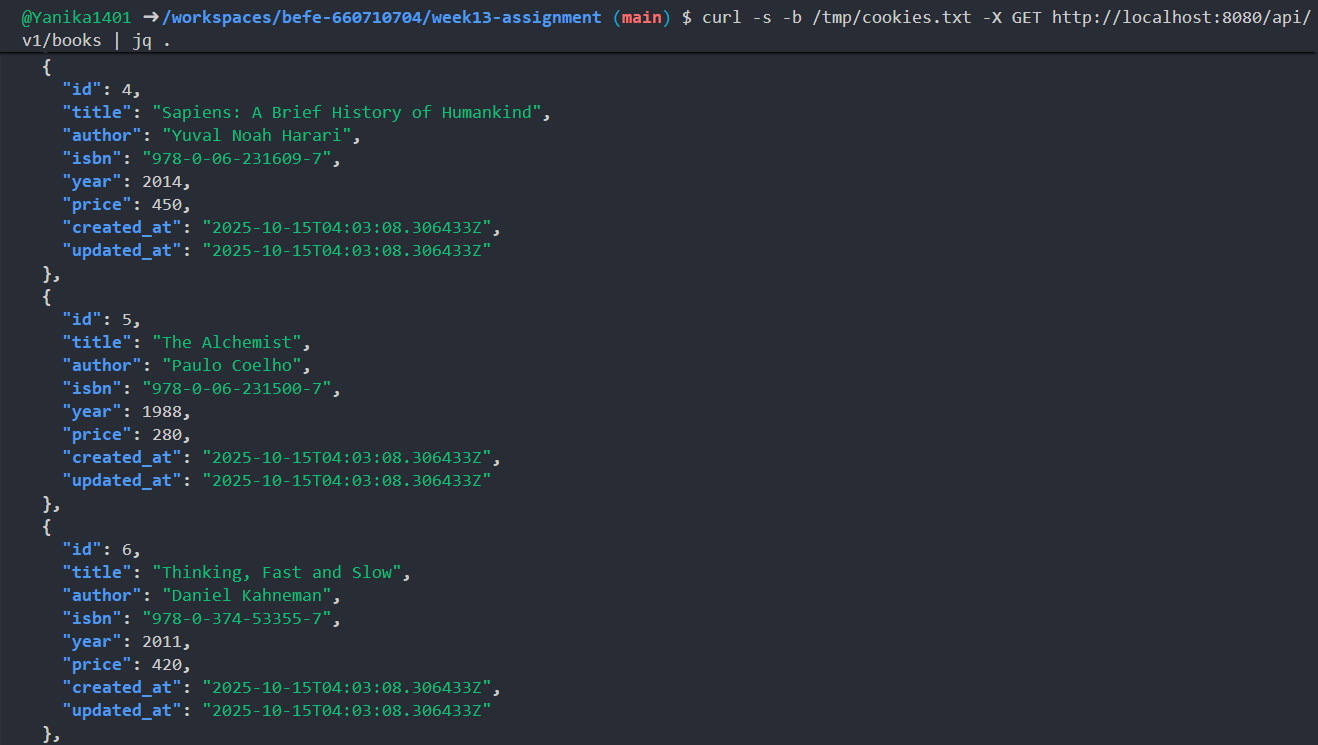 @Yanika1401 ➜ /workspaces/befe-660710704/week13-assignment (main) $ curl -s -b /tmp/cookies.txt -X GET http://localhost:8080/api/
v1/books | jq .
  {
    "id": 4,
    "title": "Sapiens: A Brief History of Humankind",
    "author": "Yuval Noah Harari",
    "isbn": "978-0-06-231609-7",
    "year": 2014,
    "price": 450,
    "created_at": "2025-10-15T04:03:08.306433Z",
    "updated_at": "2025-10-15T04:03:08.306433Z"
  },
  {
    "id": 5,
    "title": "The Alchemist",
    "author": "Paulo Coelho",
    "isbn": "978-0-06-231500-7",
    "year": 1988,
    "price": 280,
    "created_at": "2025-10-15T04:03:08.306433Z",
    "updated_at": "2025-10-15T04:03:08.306433Z"
  },
  {
    "id": 6,
    "title": "Thinking, Fast and Slow",
    "author": "Daniel Kahneman",
    "isbn": "978-0-374-53355-7",
    "year": 2011,
    "price": 420,
    "created_at": "2025-10-15T04:03:08.306433Z",
    "updated_at": "2025-10-15T04:03:08.306433Z"
  },